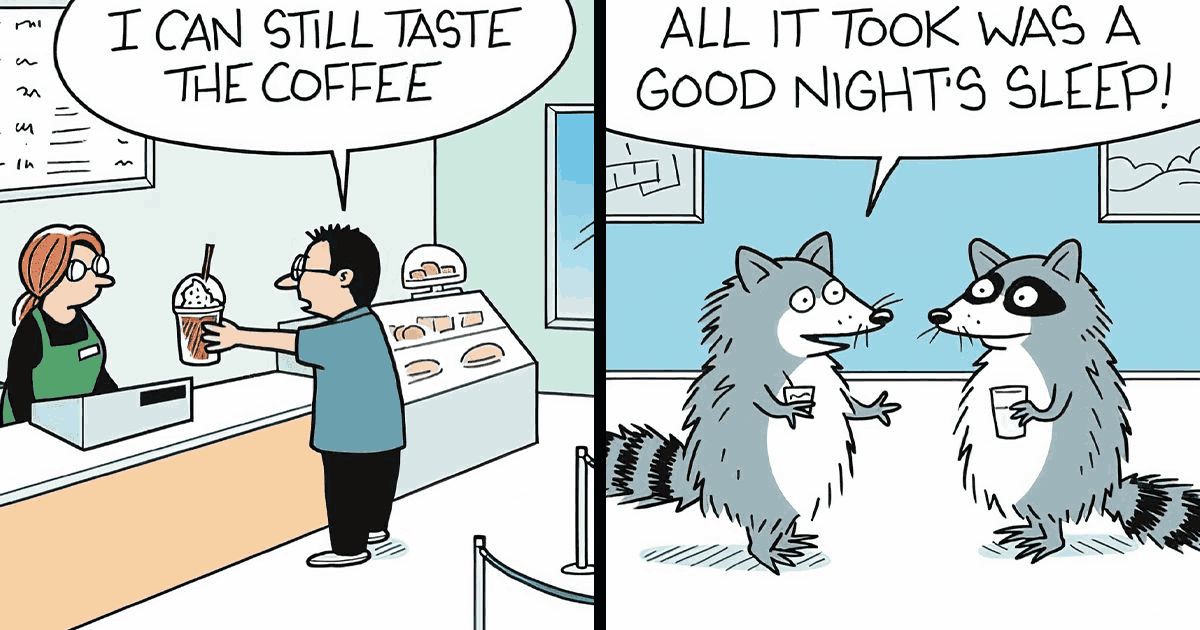 I CAN STILL TASTE
THE COFFEE
ALL IT TOOK WAS A
GOOD NIGHT'S SLEEP!